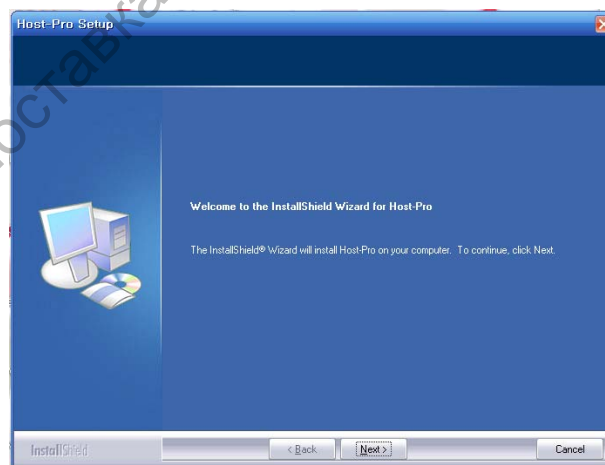 Host-Pro Setup
Welcome to the InstallShield Wizard for Host-Pro
The InstallShield® Wizard will install Host-Pro on your computer. To continue, click Next.
InstallShield
< Back
Next >
Cancel